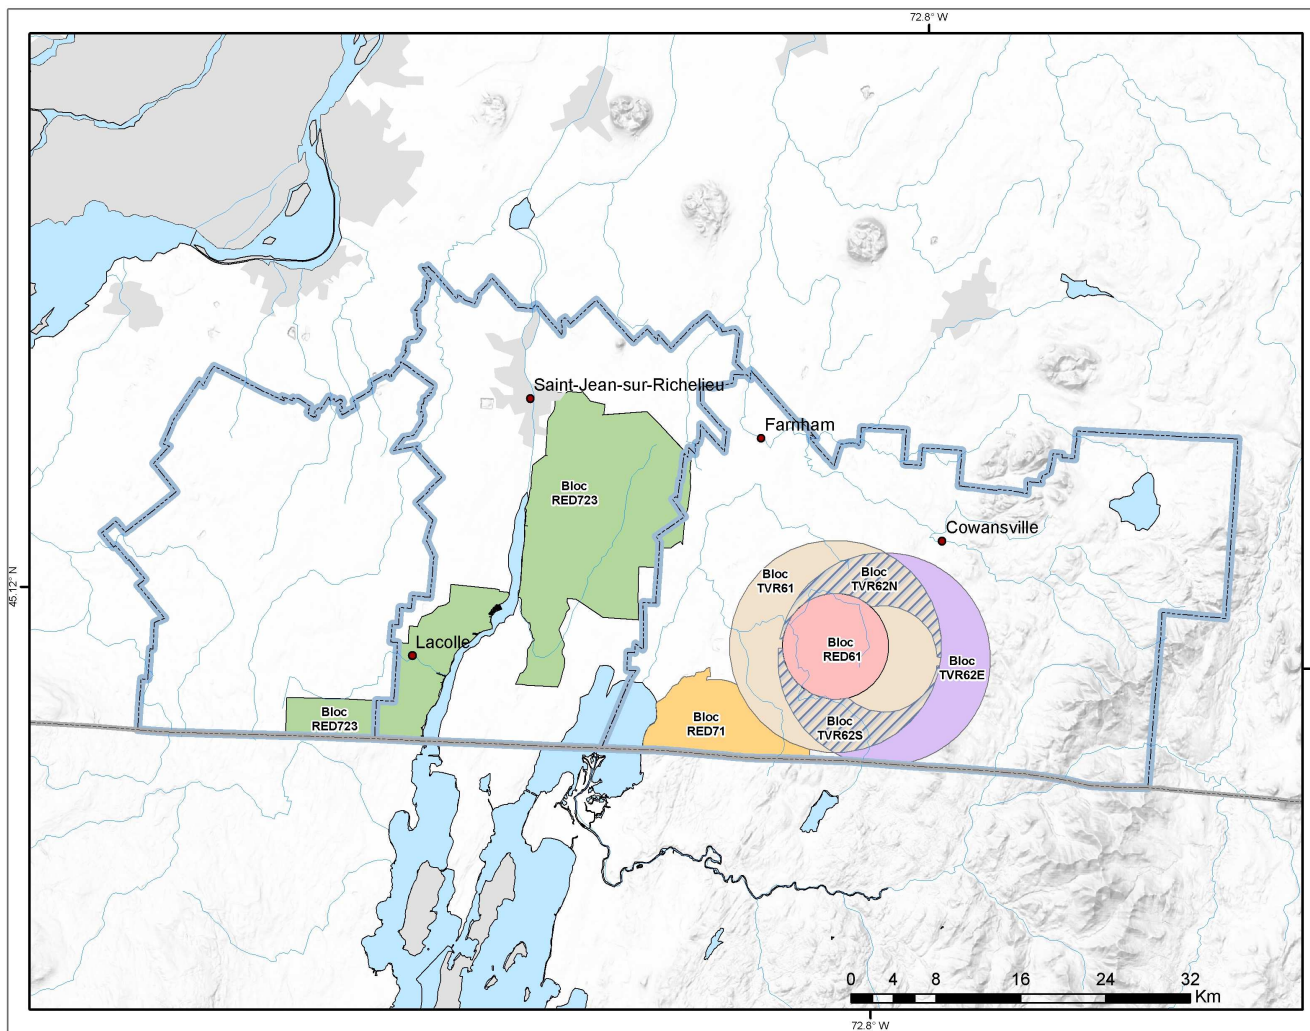 72.8° W
Saint-Jean-sur-Richelieu
Farnham
Bloc
RED723
Cowansville
45.12° N
Bloc
TVR61
Bloc
TVR62N
Lacolle
Bloc
RED61
Bloc
TVR62E
Bloc
RED723
Bloc
RED71
Bloc
TVR62S
0 4 8 16 24 32
Km
72.8° W